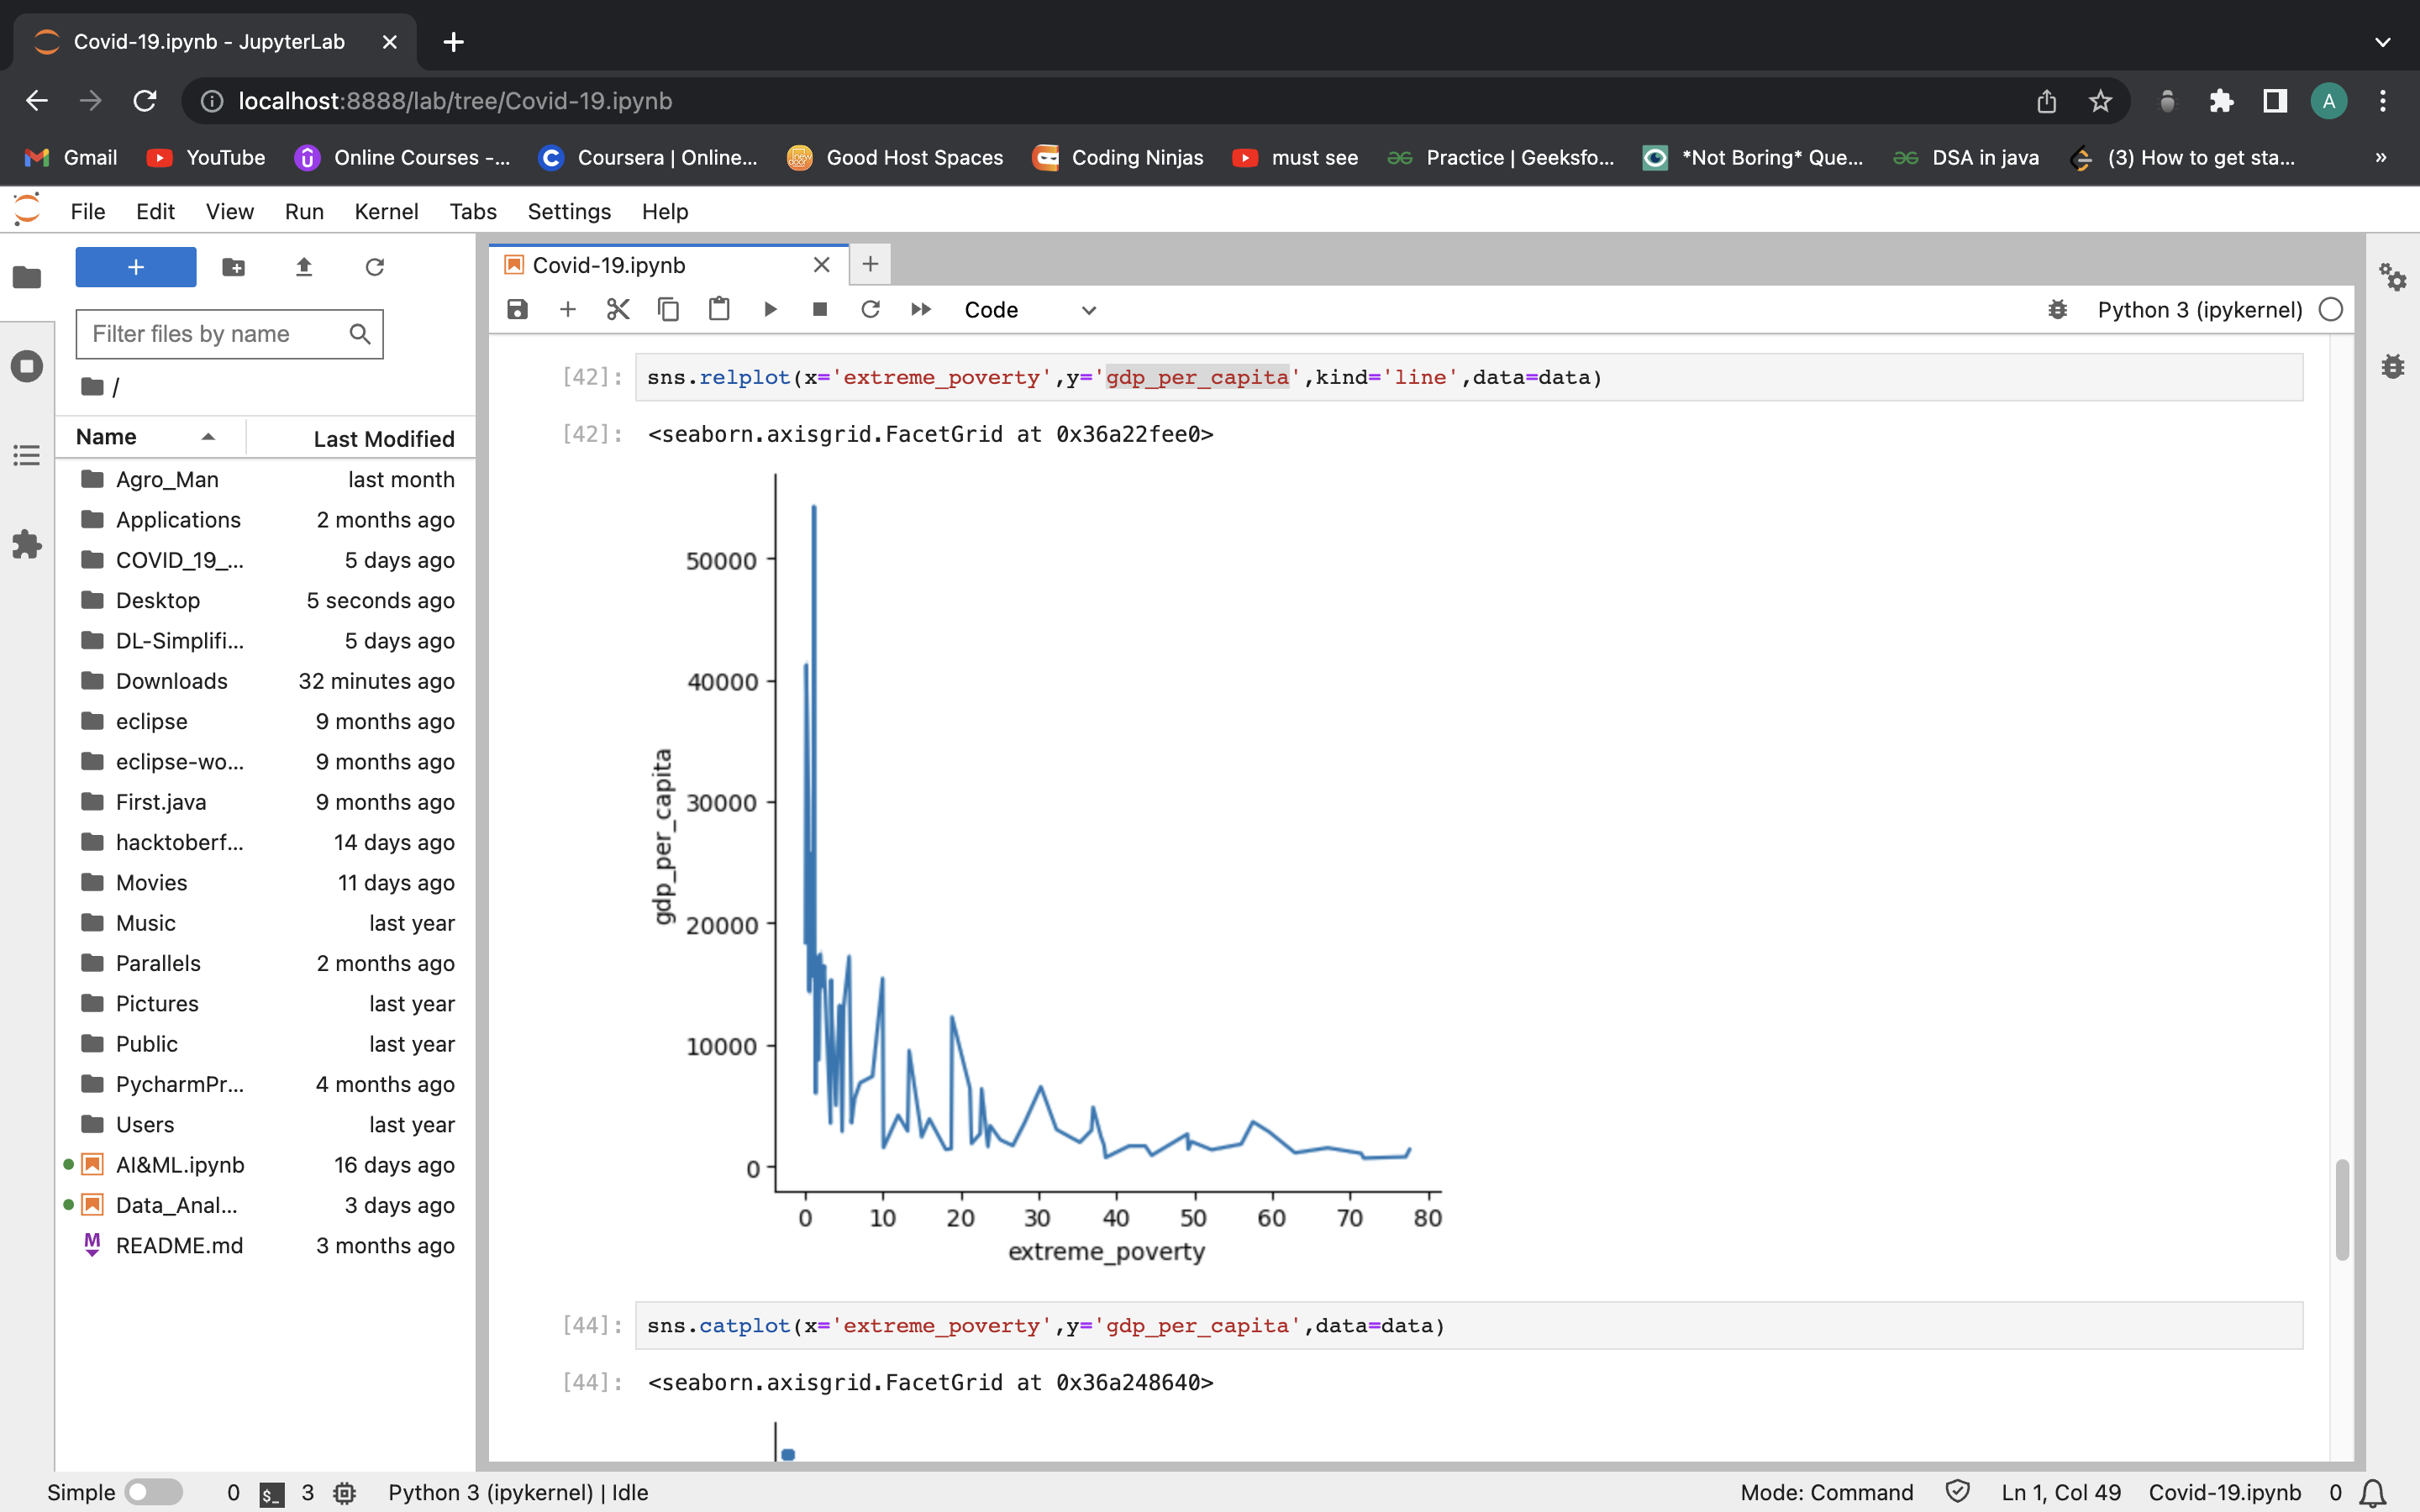 Covid-19.ipynb - JupyterLab
localhost:8888/lab/tree/Covid-19.ipynb
A
Gmail YouTube Online Courses -... Coursera | Online... Good Host Spaces Coding Ninjas must see Practice | Geeksfo... *Not Boring* Que... DSA in java (3) How to get sta... »
File Edit View Run Kernel Tabs Settings Help
Covid-19.ipynb
Code
Python 3 (ipykernel)
Filter files by name
/
Name Last Modified
Agro_Man last month
Applications 2 months ago
COVID_19_... 5 days ago
Desktop 5 seconds ago
DL-Simplifi... 5 days ago
Downloads 32 minutes ago
eclipse 9 months ago
eclipse-wo... 9 months ago
First.java 9 months ago
hacktoberf... 14 days ago
Movies 11 days ago
Music last year
Parallels 2 months ago
Pictures last year
Public last year
PycharmPr... 4 months ago
Users last year
AI&ML.ipynb 16 days ago
Data_Anal... 3 days ago
README.md 3 months ago
[42]: sns.relplot(x='extreme_poverty',y='gdp_per_capita',kind='line',data=data)
[42]: <seaborn.axisgrid.FacetGrid at 0x36a22fee0>
50000
40000
30000
20000
10000
0
gdp_per_capita
0 10 20 30 40 50 60 70 80
extreme_poverty
[44]: sns.catplot(x='extreme_poverty',y='gdp_per_capita',data=data)
[44]: <seaborn.axisgrid.FacetGrid at 0x36a248640>
Simple 0 $_ 3 Python 3 (ipykernel) | Idle Mode: Command Ln 1, Col 49 Covid-19.ipynb 0